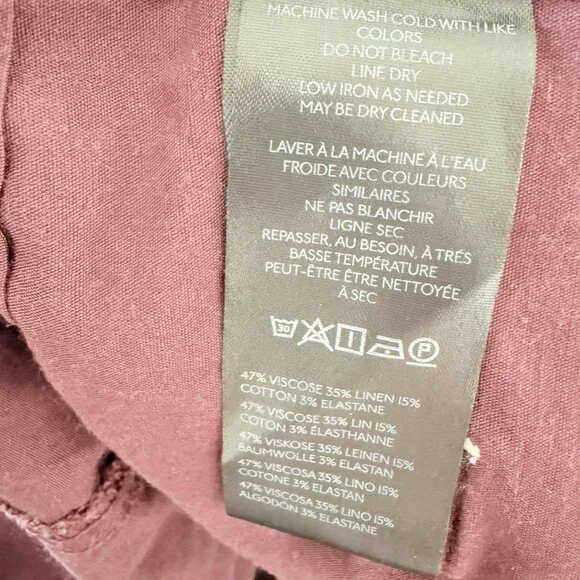 MACHINE WASH COLD WITH LIKE
COLORS
DO NOT BLEACH
LINE DRY
LOW IRON AS NEEDED
MAY BE DRY CLEANED
LAVER À LA MACHINE À L'EAU
FROIDE AVEC COULEURS
SIMILAIRES
NE PAS BLANCHIR
LIGNE SEC
REPASSER, AU BESOIN, À TRÉS
BASSE TEMPÉRATURE
PEUT-ÊTRE ÊTRE NETTOYÉE
À SEC
30 P
47% VISCOSE 35% LINEN 15%
COTTON 3% ELASTANE
47% VISCOSE 35% LIN 15%
COTON 3% ÉLASTHANNE
47% VISKOSE 35% LEINEN 15%
BAUMWOLLE 3% ELASTAN
47% VISCOSA 35% LINO 15%
COTONE 3% ELASTANE
47% VISCOSA 35% LINO 15%
ALGODÓN 3% ELASTANE